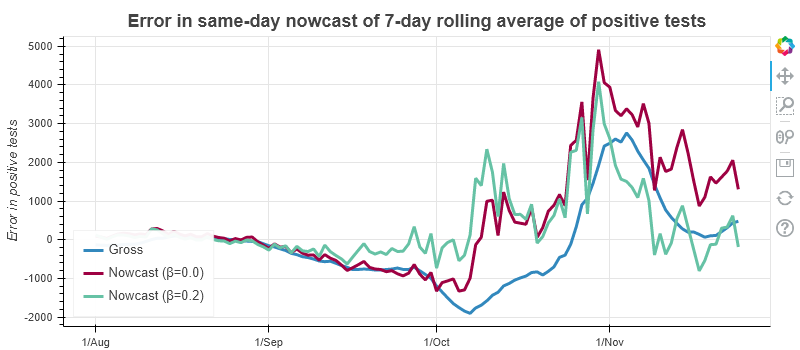 Error in same-day nowcast of 7-day rolling average of positive tests
Error in positive tests
5000
4000
3000
2000
1000
0
-1000
-2000
Gross
Nowcast (β=0.0)
Nowcast (β=0.2)
1/Aug
1/Sep
1/Oct
1/Nov